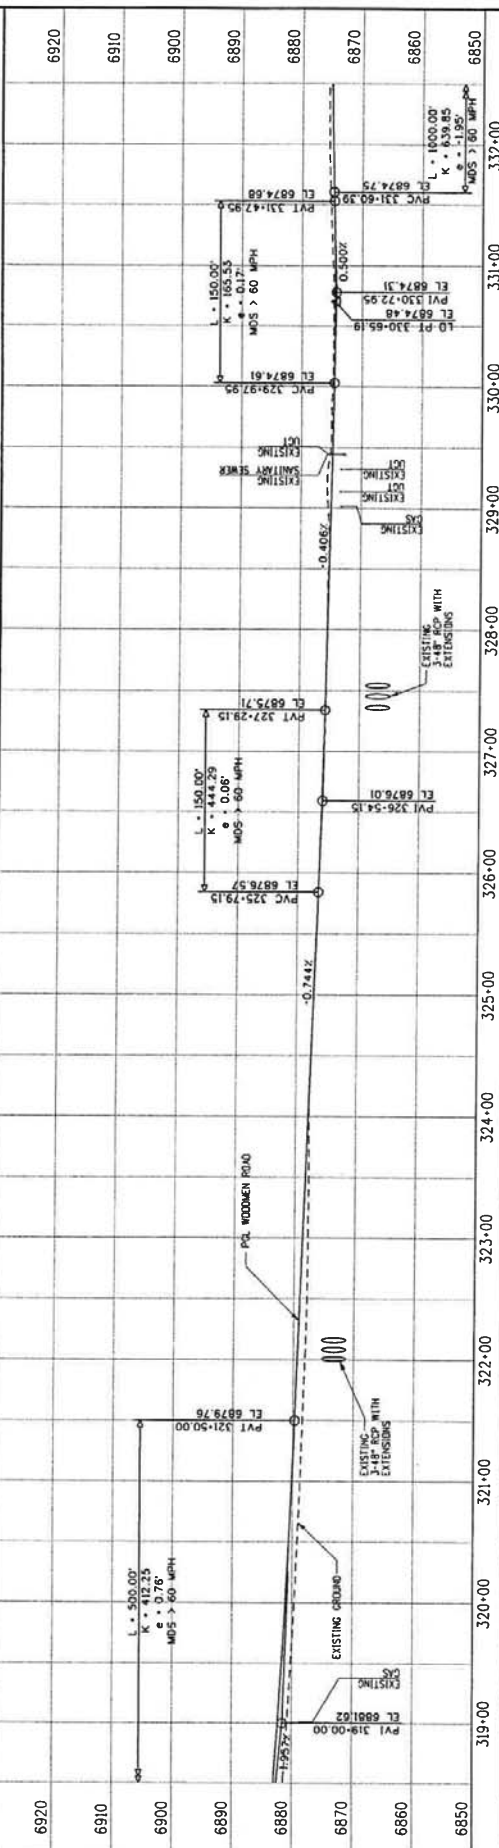 6920
6910
6900
6890
6880
6870
6860
6850
L = 500.00'
K = 412.25
e = 0.76'
MDS > 60 MPH
-1.957%
PVI 319+00.00
EL 6881.62
EXISTING
GAS
EXISTING GROUND
PVT 321+50.00
EL 6879.76
EXISTING
3-48" RCP WITH
EXTENSIONS
PGL WOODMEN ROAD
-0.744%
L = 150.00'
K = 444.29
e = 0.06'
MDS > 60 MPH
PVC 325+79.15
EL 6876.57
PVI 326+54.15
EL 6876.01
PVT 327+29.15
EL 6875.71
EXISTING
3-48" RCP WITH
EXTENSIONS
-0.406%
EXISTING
GAS
EXISTING
UGT
EXISTING
UGT
EXISTING
SANITARY SEWER
EXISTING
UGT
L = 150.00'
K = 165.53
e = 0.17'
MDS > 60 MPH
PVC 329+97.95
EL 6874.61
LO PT 330+65.19
EL 6874.48
PVI 330+72.95
EL 6874.31
0.500%
PVT 331+47.95
EL 6874.68
PVC 331+60.39
EL 6874.75
L = 1000.00'
K = 639.85
e = -1.95'
MDS > 60 MPH
6920
6910
6900
6890
6880
6870
6860
6850
319+00
320+00
321+00
322+00
323+00
324+00
325+00
326+00
327+00
328+00
329+00
330+00
331+00
332+00